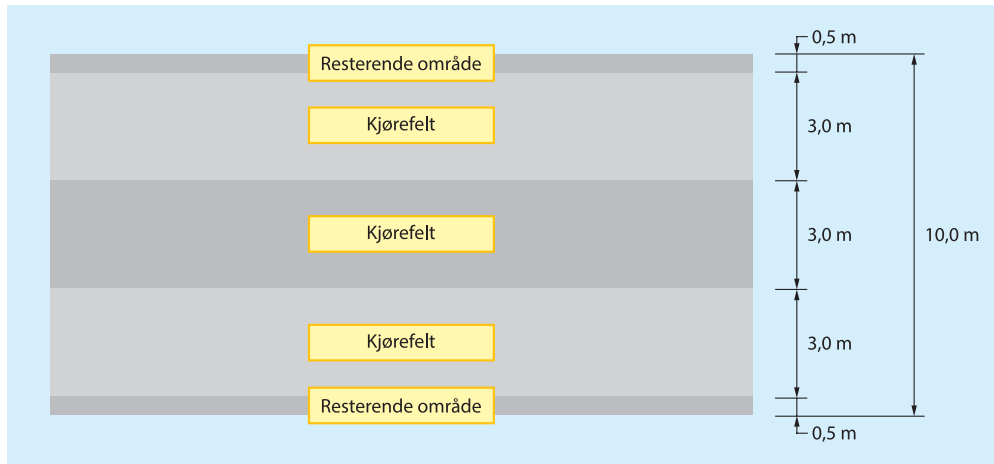 Resterende område
0,5 m
Kjørefelt
3,0 m
Kjørefelt
3,0 m
10,0 m
Kjørefelt
3,0 m
Resterende område
0,5 m